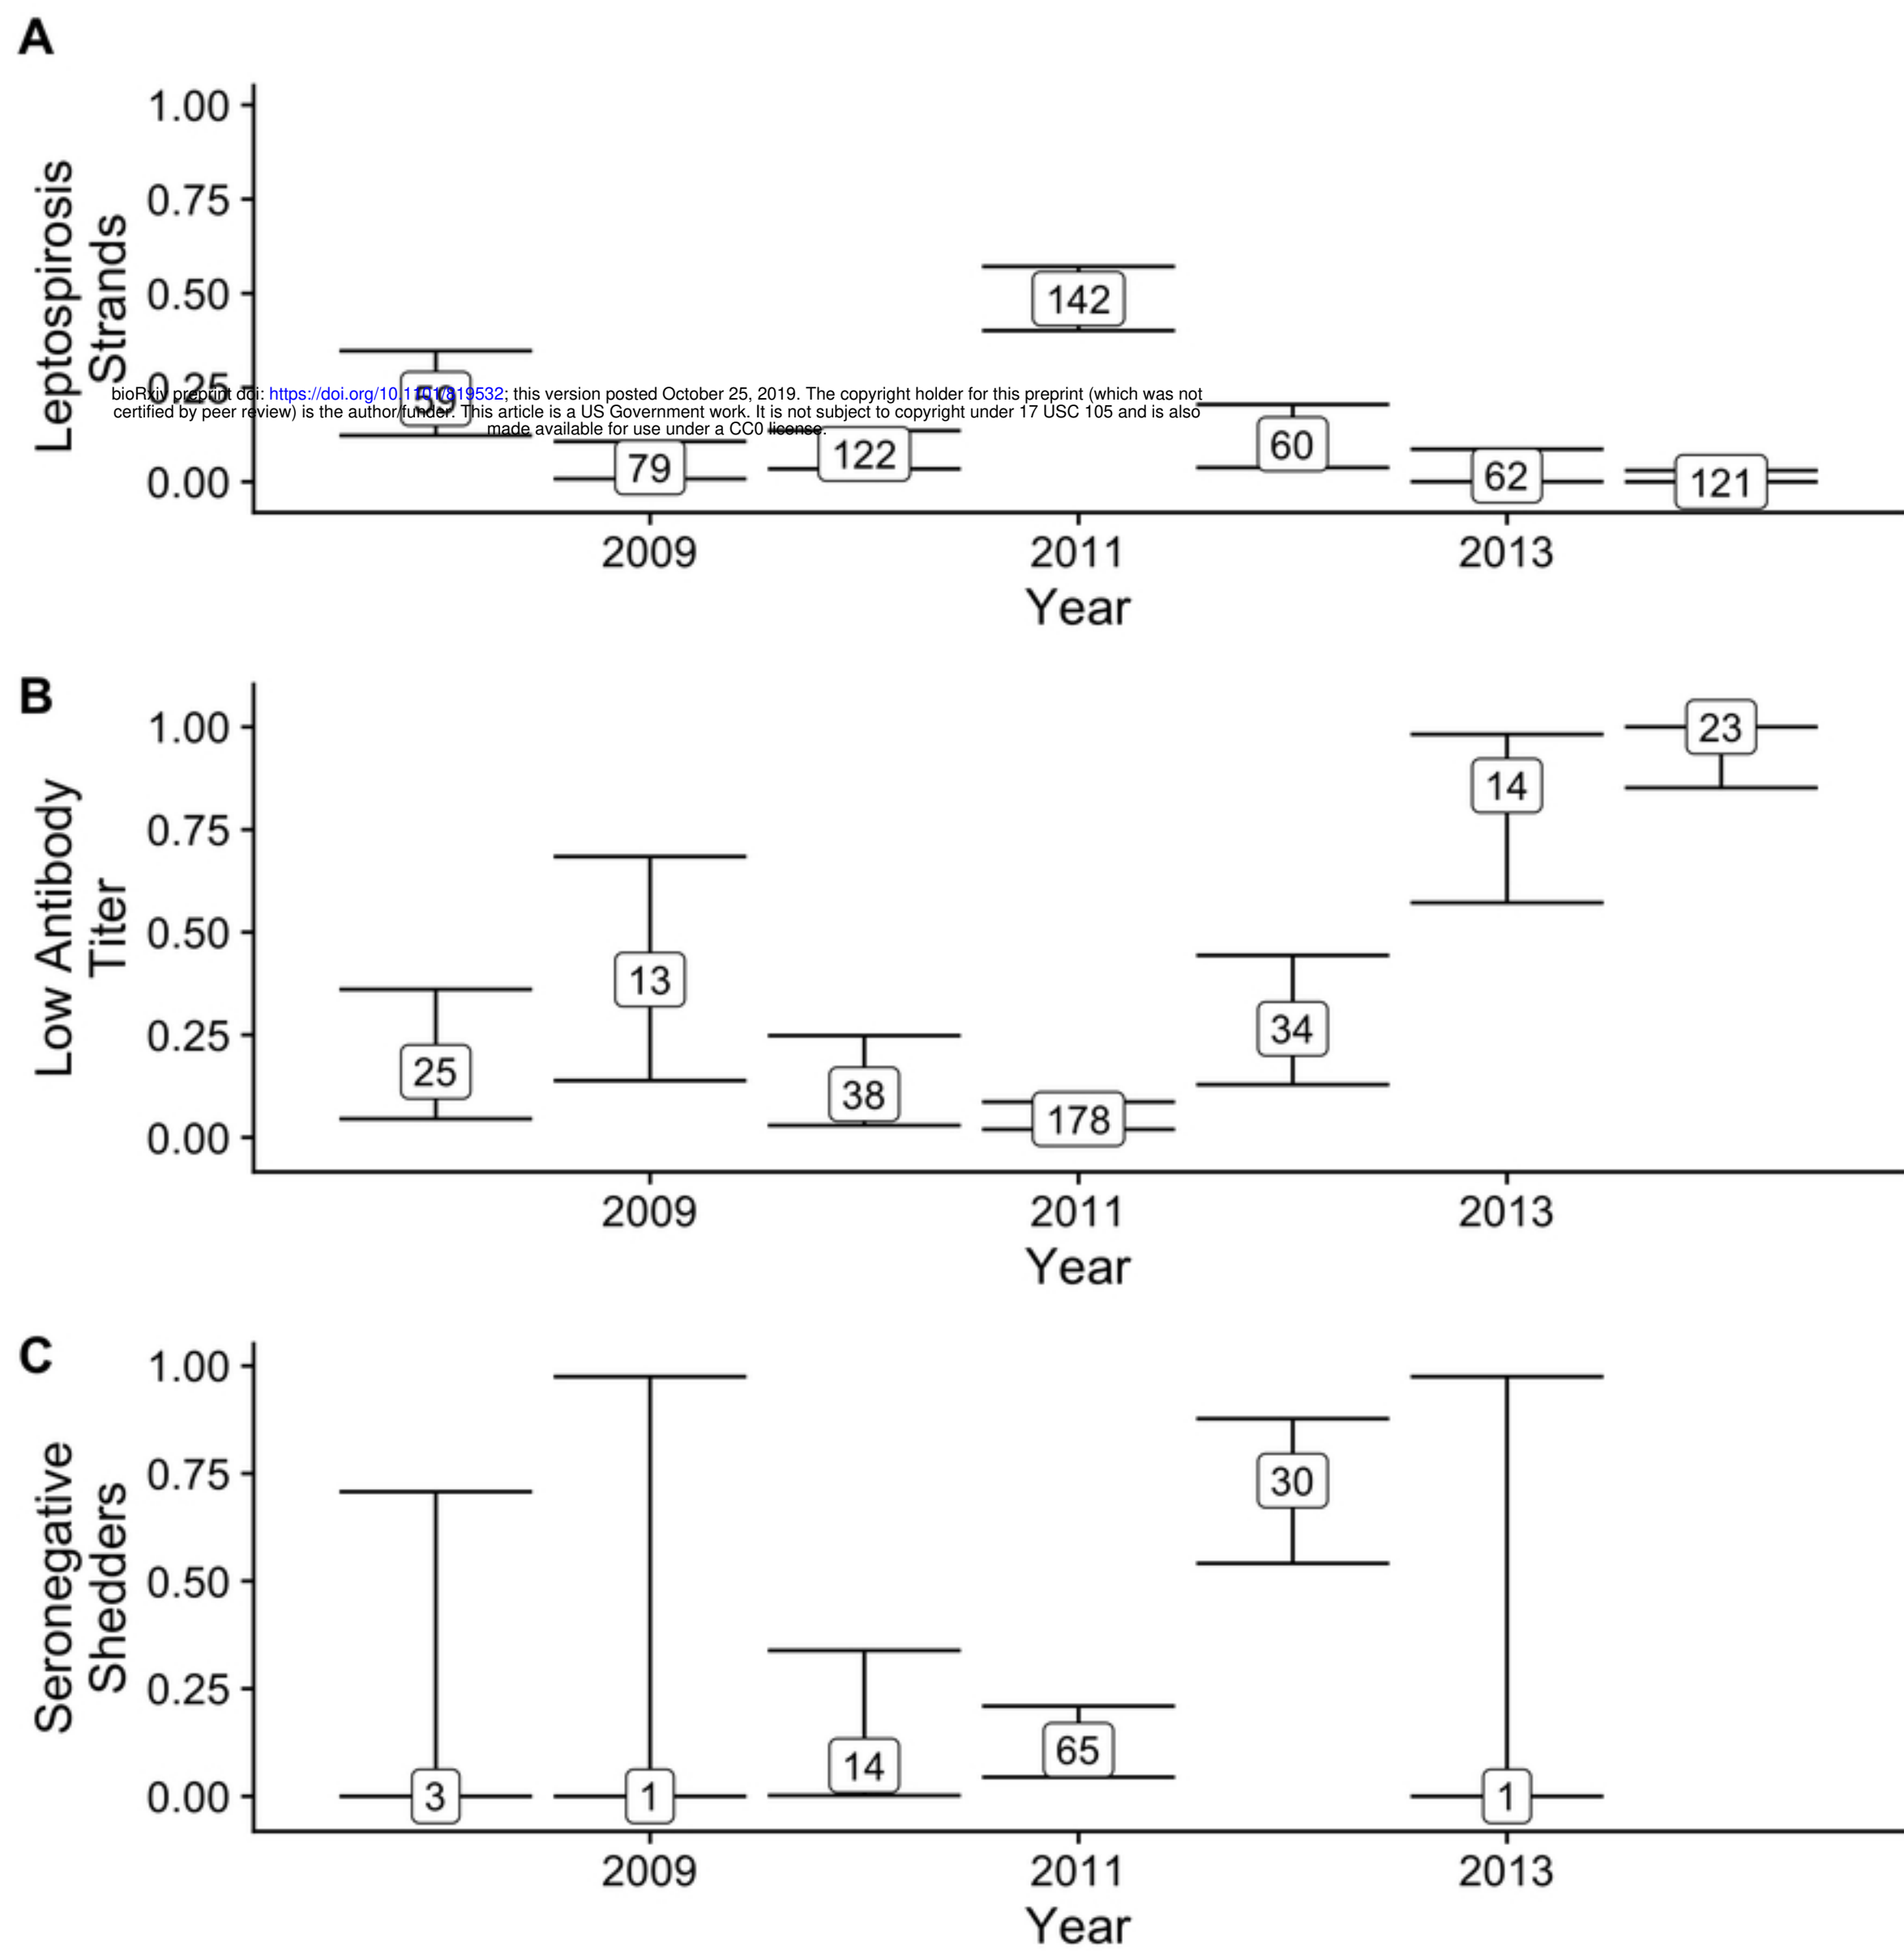 A
1.00
0.75
0.50
0.25
0.00
Leptospirosis
Strands
59
79
122
142
60
62
121
bioRxiv preprint doi: https://doi.org/10.1101/819532; this version posted October 25, 2019. The copyright holder for this preprint (which was not
certified by peer review) is the author/funder. This article is a US Government work. It is not subject to copyright under 17 USC 105 and is also
made available for use under a CC0 license.
2009 2011 2013
Year
B
1.00
0.75
0.50
0.25
0.00
Low Antibody
Titer
25
13
38
178
34
14
23
2009 2011 2013
Year
C
1.00
0.75
0.50
0.25
0.00
Seronegative
Shedders
3
1
14
65
30
1
2009 2011 2013
Year